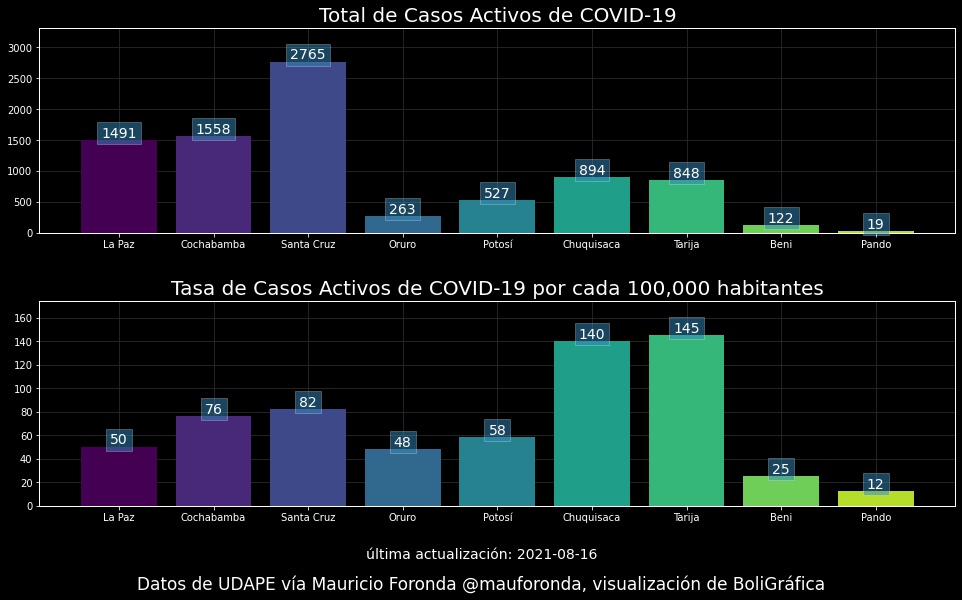 Total de Casos Activos de COVID-19
3000
2500
2000
1500
1000
500
0
1491
1558
2765
263
527
894
848
122
19
La Paz
Cochabamba
Santa Cruz
Oruro
Potosí
Chuquisaca
Tarija
Beni
Pando
Tasa de Casos Activos de COVID-19 por cada 100,000 habitantes
160
140
120
100
80
60
40
20
0
50
76
82
48
58
140
145
25
12
La Paz
Cochabamba
Santa Cruz
Oruro
Potosí
Chuquisaca
Tarija
Beni
Pando
última actualización: 2021-08-16
Datos de UDAPE vía Mauricio Foronda @mauforonda, visualización de BoliGráfica